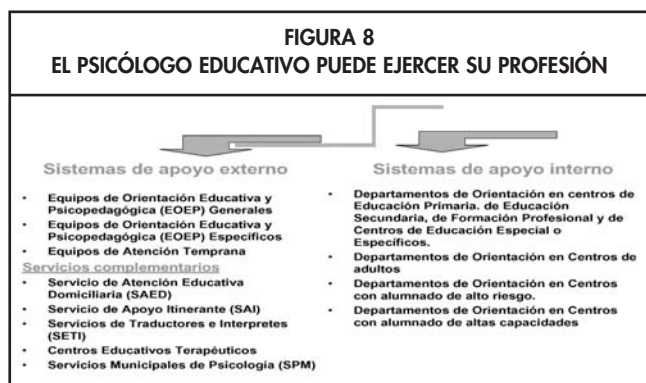 FIGURA 8
EL PSICÓLOGO EDUCATIVO PUEDE EJERCER SU PROFESIÓN
Sistemas de apoyo externo
• Equipos de Orientación Educativa y
Psicopedagógica (EOEP) Generales
• Equipos de Orientación Educativa y
Psicopedagógica (EOEP) Específicos
• Equipos de Atención Temprana
Servicios complementarios
• Servicio de Atención Educativa
Domiciliaria (SAED)
• Servicio de Apoyo Itinerante (SAI)
• Servicios de Traductores e Interpretes
(SETI)
• Centros Educativos Terapéuticos
• Servicios Municipales de Psicología (SPM)
Sistemas de apoyo interno
• Departamentos de Orientación en centros de
Educación Primaria. de Educación
Secundaria, de Formación Profesional y de
Centros de Educación Especial o
Específicos.
• Departamentos de Orientación en Centros de
adultos
• Departamentos de Orientación en Centros
con alumnado de alto riesgo.
• Departamentos de Orientación en Centros
con alumnado de altas capacidades